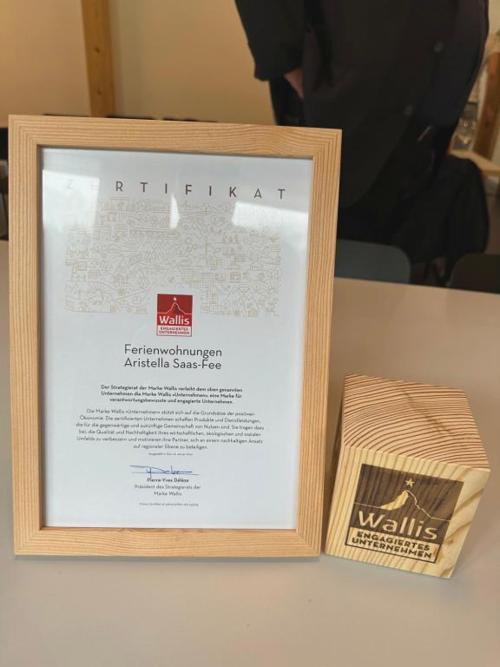 ZERTIFIKAT
Wallis
ENGAGIERTES
UNTERNEHMEN
Ferienwohnungen
Aristella Saas-Fee
Der Strategierat der Marke Wallis verleiht dem oben genannten
Unternehmen die Marke Wallis «Unternehmen», eine Marke für
verantwortungsbewusste und engagierte Unternehmen.
Die Marke Wallis «Unternehmen» stützt sich auf die Grundsätze der positiven
Ökonomie. Die zertifizierten Unternehmen schaffen Produkte und Dienstleistungen,
die für die gegenwärtige und zukünftige Gesellschaft von Nutzen sind. Sie tragen dazu
bei, die Qualität und Nachhaltigkeit ihres wirtschaftlichen, ökologischen und sozialen
Umfelds zu verbessern und motivieren ihre Partner, sich an einem nachhaltigen Ansatz
auf regionaler Ebene zu beteiligen.
Pierre-Yves Délèze
Präsident des Strategierats der
Marke Wallis
Wallis
ENGAGIERTES
UNTERNEHMEN